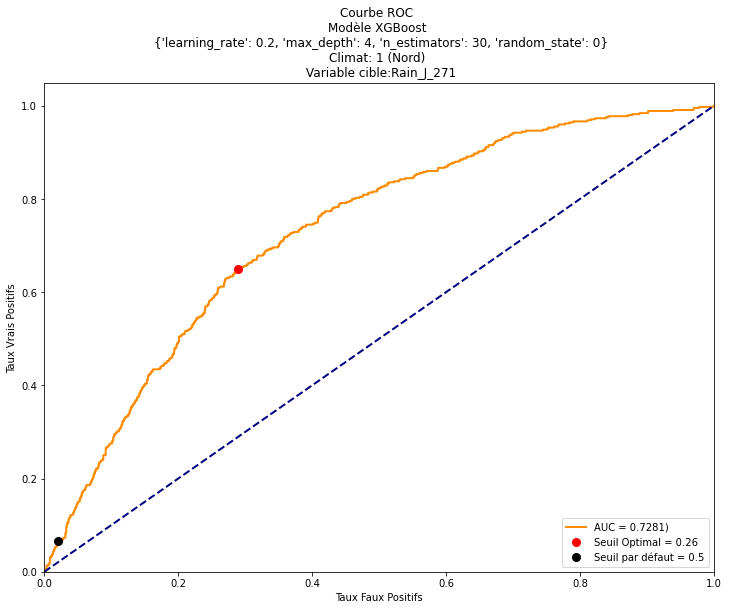 Courbe ROC
Modèle XGBoost
{'learning_rate': 0.2, 'max_depth': 4, 'n_estimators': 30, 'random_state': 0}
Climat: 1 (Nord)
Variable cible:Rain_J_271
1.0
0.8
0.6
0.4
0.2
0.0
Taux Vrais Positifs
AUC = 0.7281)
Seuil Optimal = 0.26
Seuil par défaut = 0.5
0.0 0.2 0.4 0.6 0.8 1.0
Taux Faux Positifs